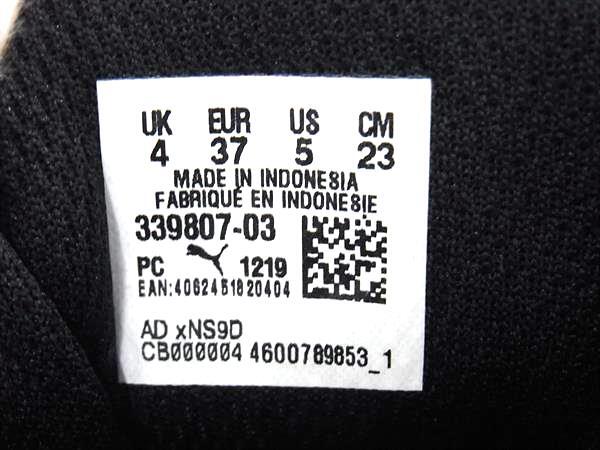 UK EUR US CM
4 37 5 23
MADE IN INDONESIA
FABRIQUÉ EN INDONESIE
339807-03
PC 1219
EAN:4062451820404
AD xNS9D
CB000004 4600789853_1